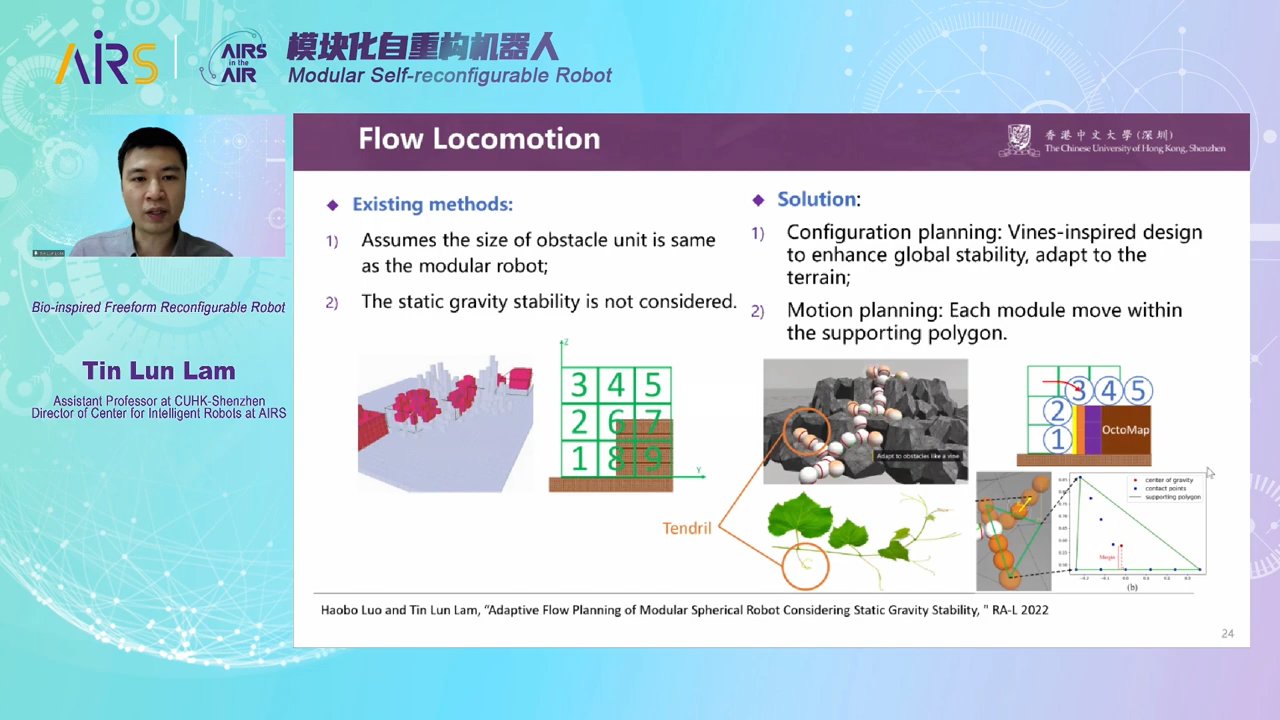 AIRS
AIRS
in the
AIR
模块化自重构机器人
Modular Self-reconfigurable Robot
Bio-inspired Freeform Reconfigurable Robot
Tin Lun Lam
Assistant Professor at CUHK-Shenzhen
Director of Center for Intelligent Robots at AIRS
Flow Locomotion
香港中文大學(深圳)
The Chinese University of Hong Kong, Shenzhen
Existing methods:
1) Assumes the size of obstacle unit is same
as the modular robot;
2) The static gravity stability is not considered.
Z
3 4 5
2 6 7
1 8 9
Y
Solution:
1) Configuration planning: Vines-inspired design
to enhance global stability, adapt to the
terrain;
2) Motion planning: Each module move within
the supporting polygon.
Adapt to obstacles like a vine
Tendril
3 4 5
2
1
OctoMap
center of gravity
contact points
supporting polygon
Margin
(b)
Haobo Luo and Tin Lun Lam, "Adaptive Flow Planning of Modular Spherical Robot Considering Static Gravity Stability, " RA-L 2022
24